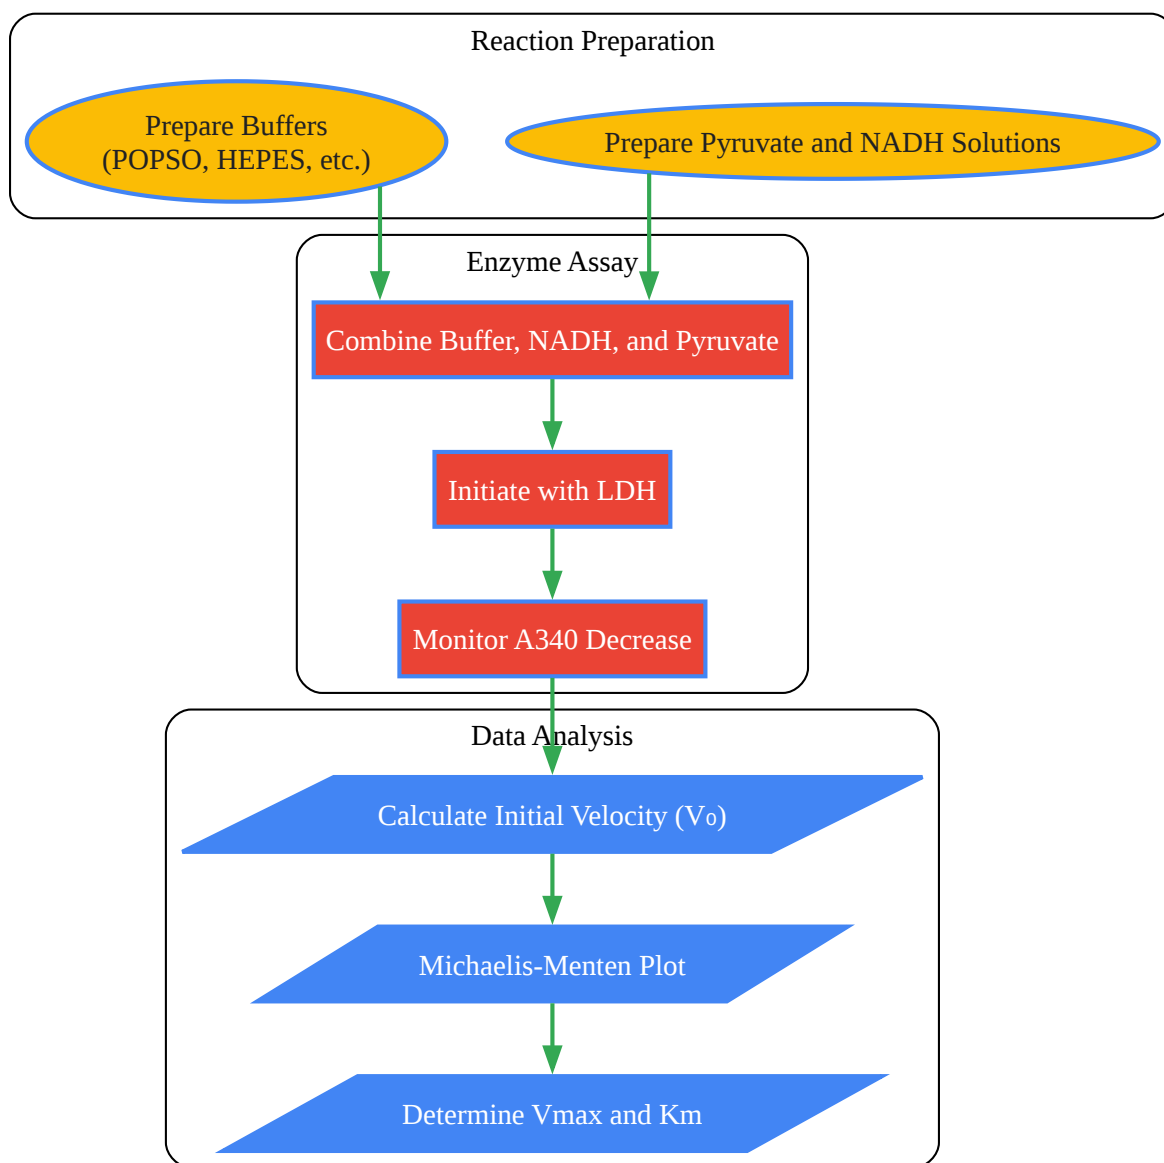 Reaction Preparation
Prepare Buffers
(POPSO, HEPES, etc.)
Prepare Pyruvate and NADH Solutions
Enzyme Assay
Combine Buffer, NADH, and Pyruvate
Initiate with LDH
Monitor A340 Decrease
Data Analysis
Calculate Initial Velocity (V₀)
Michaelis-Menten Plot
Determine Vmax and Km